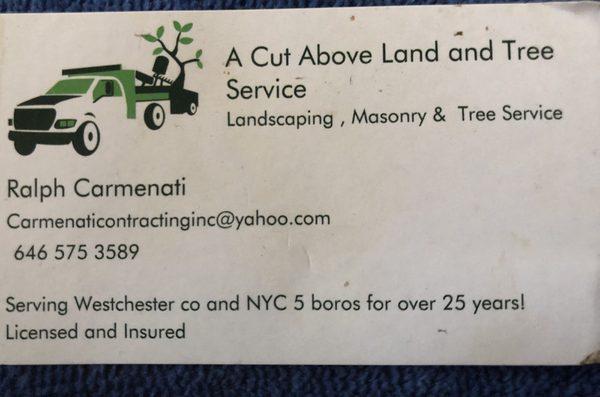 A Cut Above Land and Tree
Service
Landscaping , Masonry & Tree Service
Ralph Carmenati
Carmenaticontractinginc@yahoo.com
646 575 3589
Serving Westchester co and NYC 5 boros for over 25 years!
Licensed and Insured